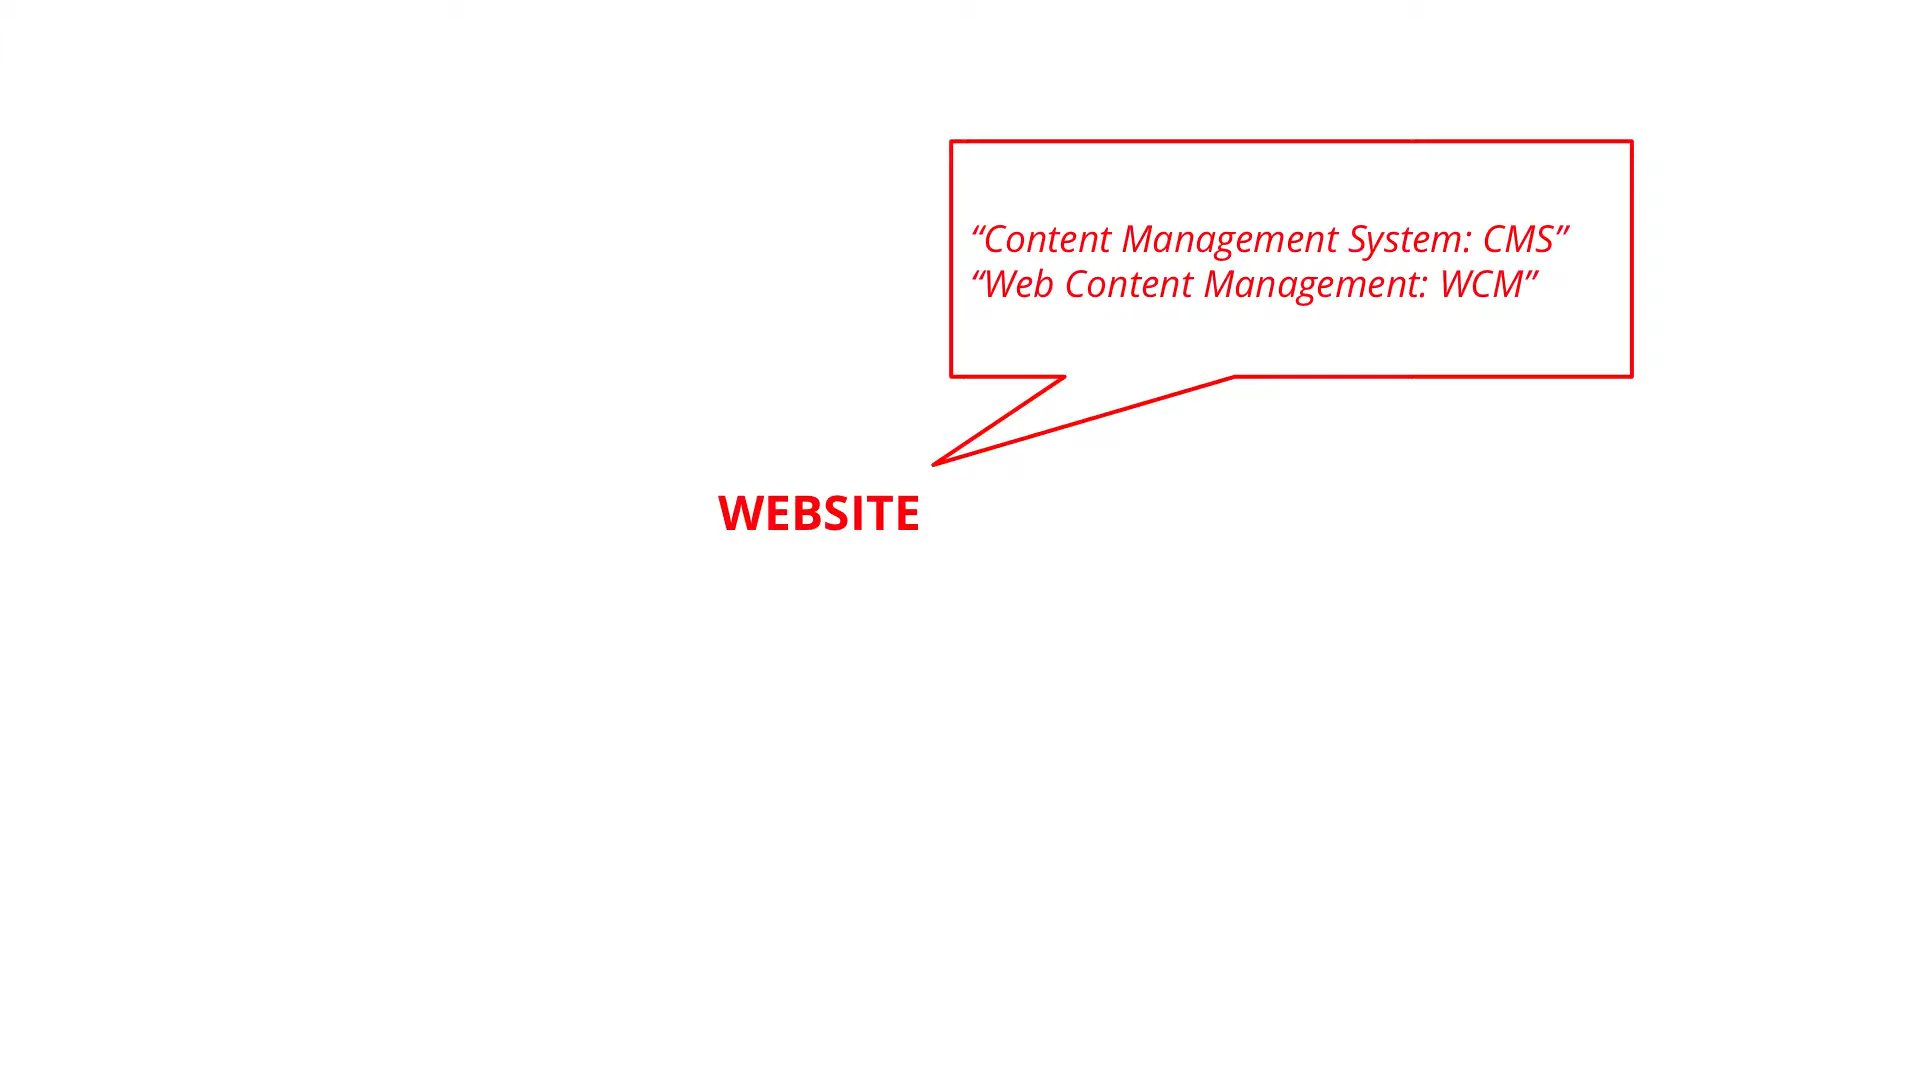 “Content Management System: CMS”
“Web Content Management: WCM”
WEBSITE